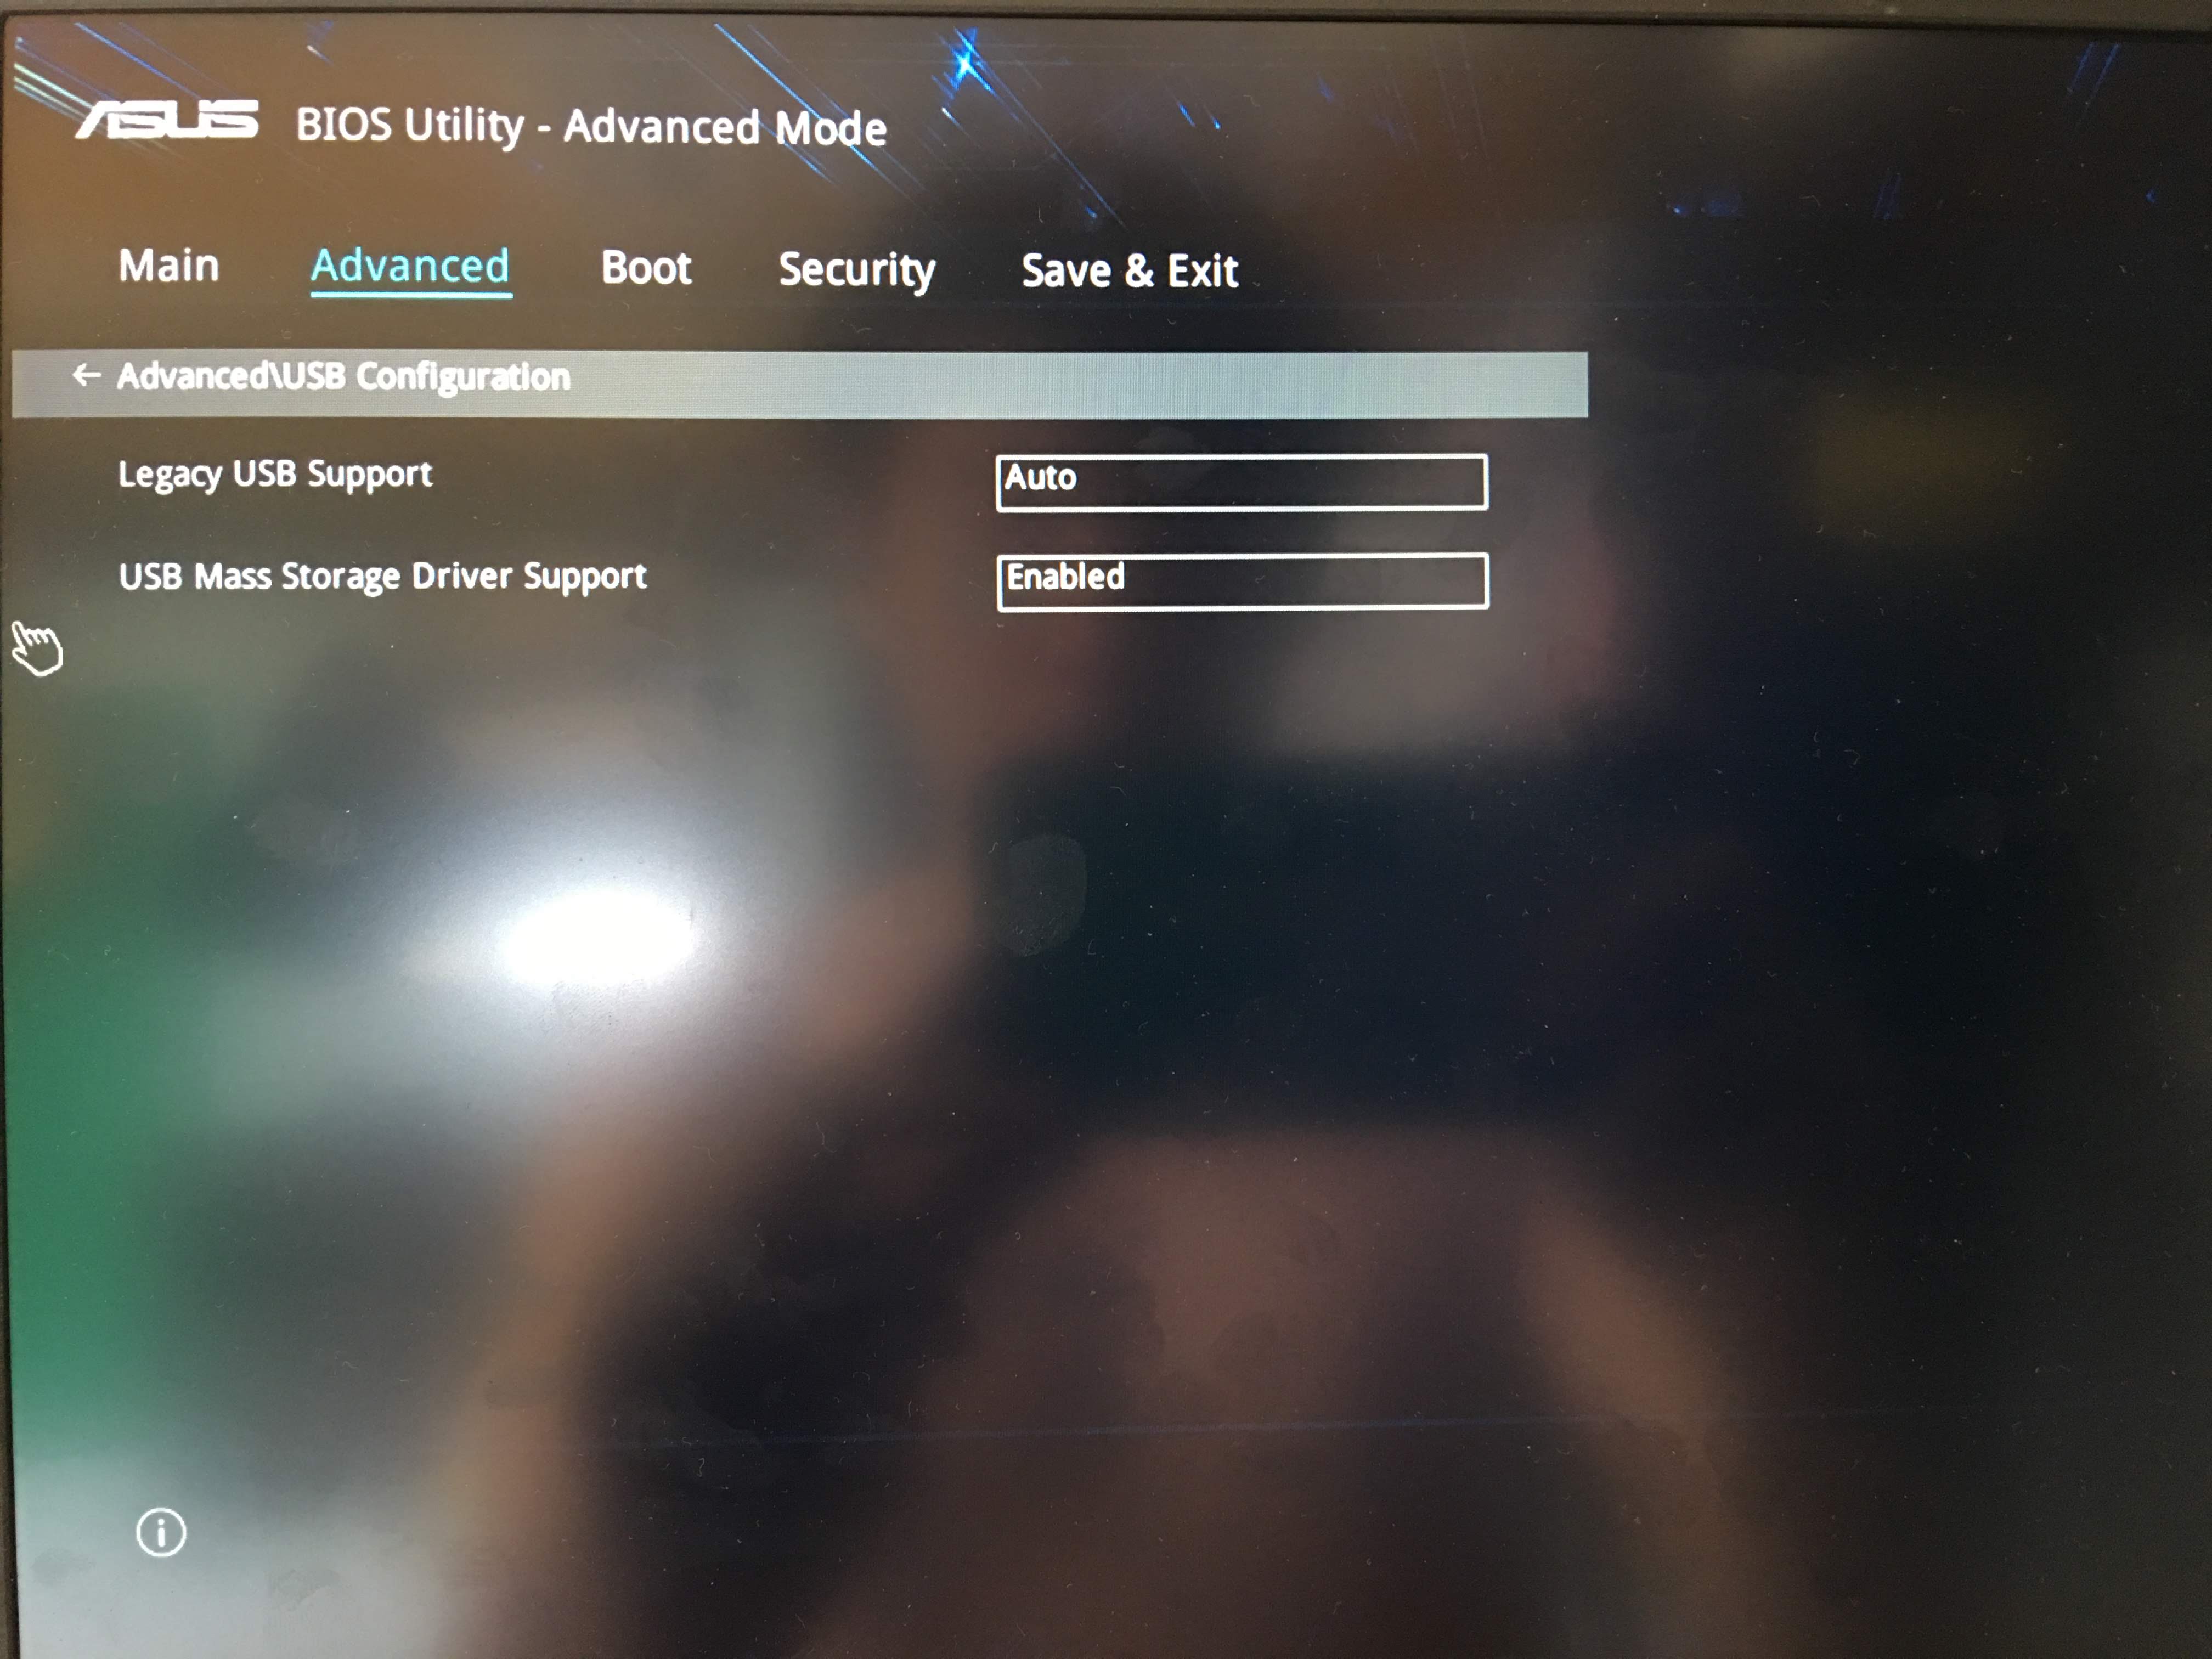 ASUS BIOS Utility - Advanced Mode
Main Advanced Boot Security Save & Exit
← Advanced\USB Configuration
Legacy USB Support Auto
USB Mass Storage Driver Support Enabled
i